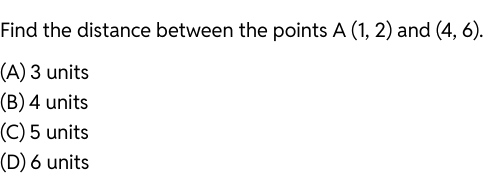 Find the distance between the points A (1, 2) and (4, 6).
(A) 3 units
(B) 4 units
(C) 5 units
(D) 6 units